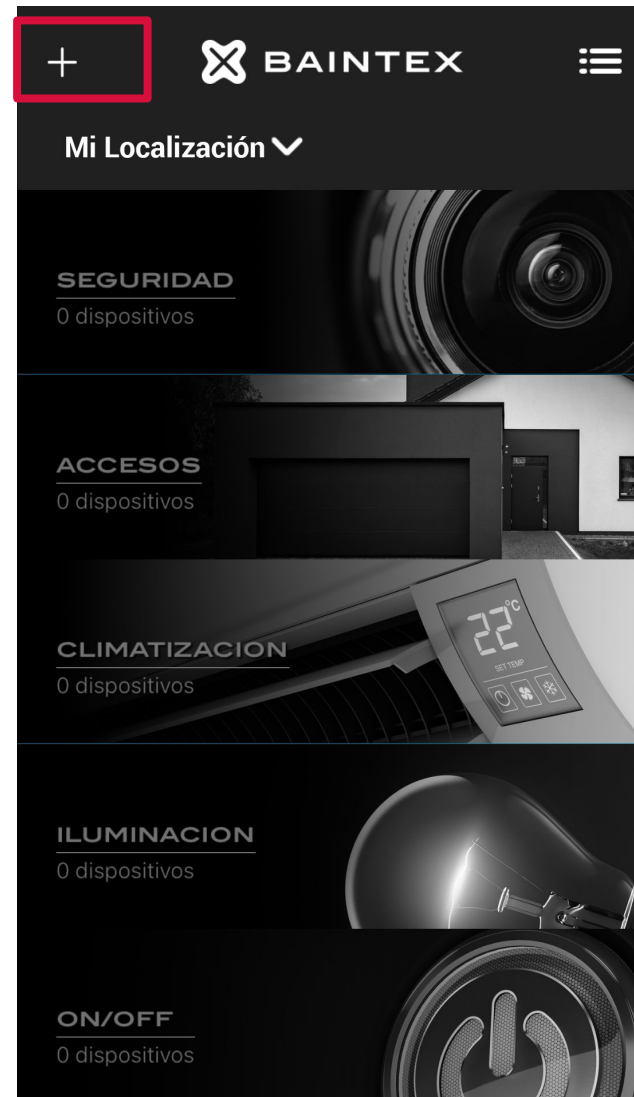 +
BAINTEX
Mi Localización
SEGURIDAD
0 dispositivos
ACCESOS
0 dispositivos
CLIMATIZACION
0 dispositivos
22°C
SET TEMP
ILUMINACION
0 dispositivos
ON/OFF
0 dispositivos